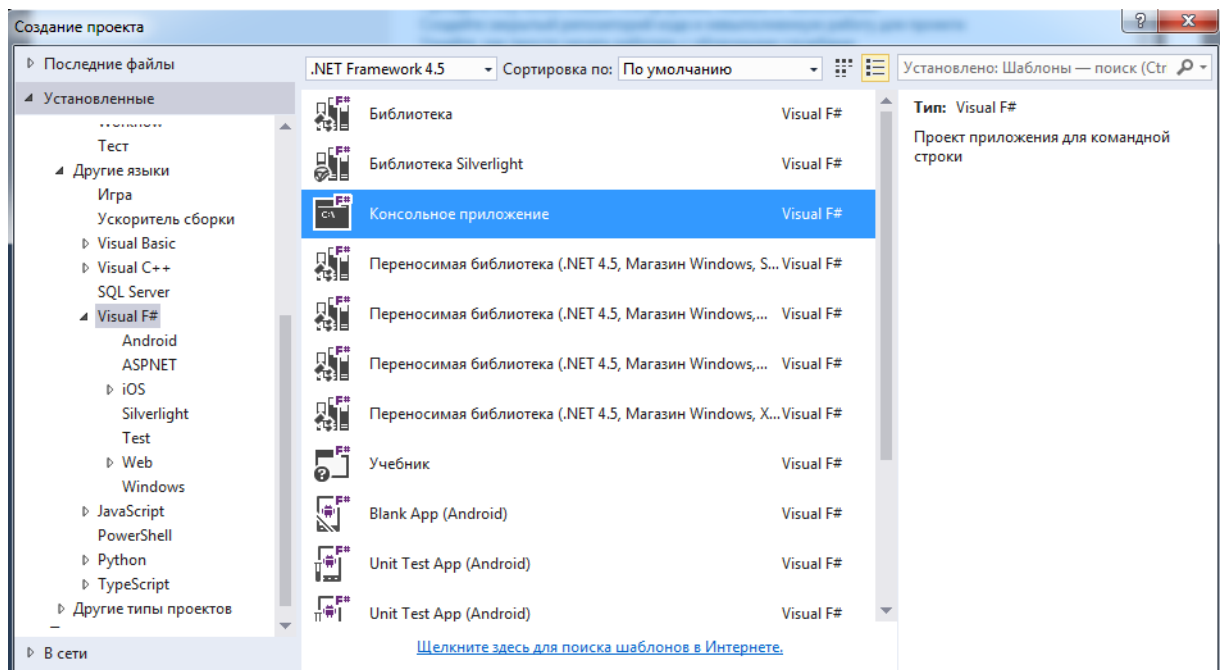 Создание проекта
Последние файлы
.NET Framework 4.5 Сортировка по: По умолчанию
Установлено: Шаблоны — поиск (Ctr
Установленные
Тест
Другие языки
Игра
Ускоритель сборки
Visual Basic
Visual C++
SQL Server
Visual F#
Android
ASPNET
iOS
Silverlight
Test
Web
Windows
JavaScript
PowerShell
Python
TypeScript
Другие типы проектов
В сети
Библиотека Visual F#
Библиотека Silverlight Visual F#
Консольное приложение Visual F#
Переносимая библиотека (.NET 4.5, Магазин Windows, S... Visual F#
Переносимая библиотека (.NET 4.5, Магазин Windows,... Visual F#
Переносимая библиотека (.NET 4.5, Магазин Windows,... Visual F#
Переносимая библиотека (.NET 4.5, Магазин Windows, X... Visual F#
Учебник Visual F#
Blank App (Android) Visual F#
Unit Test App (Android) Visual F#
Unit Test App (Android) Visual F#
Щелкните здесь для поиска шаблонов в Интернете.
Тип: Visual F#
Проект приложения для командной
строки